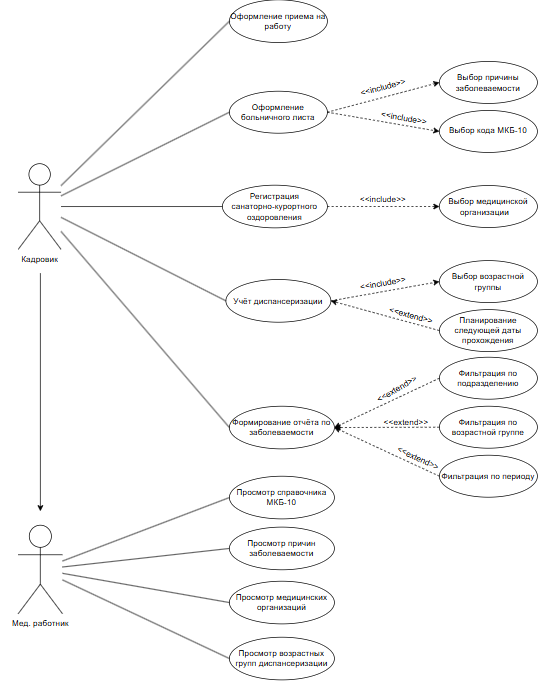 Оформление приема на
работу
Оформление
больничного листа
<<include>>
<<include>>
Выбор причины
заболеваемости
Выбор кода МКБ-10
Кадровик
Регистрация
санаторно-курортного
оздоровления
<<include>>
Выбор медицинской
организации
Учёт диспансеризации
<<include>>
<<extend>>
Выбор возрастной
группы
Планирование
следующей даты
прохождения
Формирование отчёта по
заболеваемости
<<extend>>
<<extend>>
<<extend>>
Фильтрация по
подразделению
Фильтрация по
возрастной группе
Фильтрация по периоду
Просмотр справочника
МКБ-10
Просмотр причин
заболеваемости
Мед. работник
Просмотр медицинских
организаций
Просмотр возрастных
групп диспансеризации